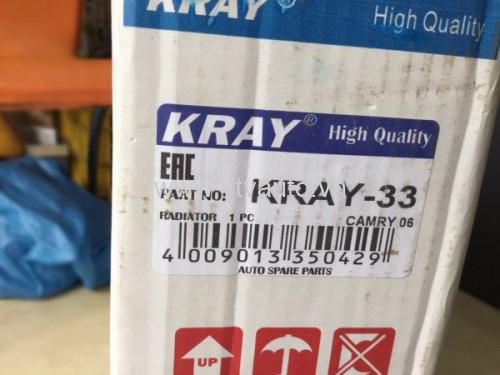 KRAY®
High Quality
KRAY® High Quality
EAC
PART NO: KRAY-33
RADIATOR 1 PC CAMRY 06
4 009013 350429
AUTO SPARE PARTS
UP